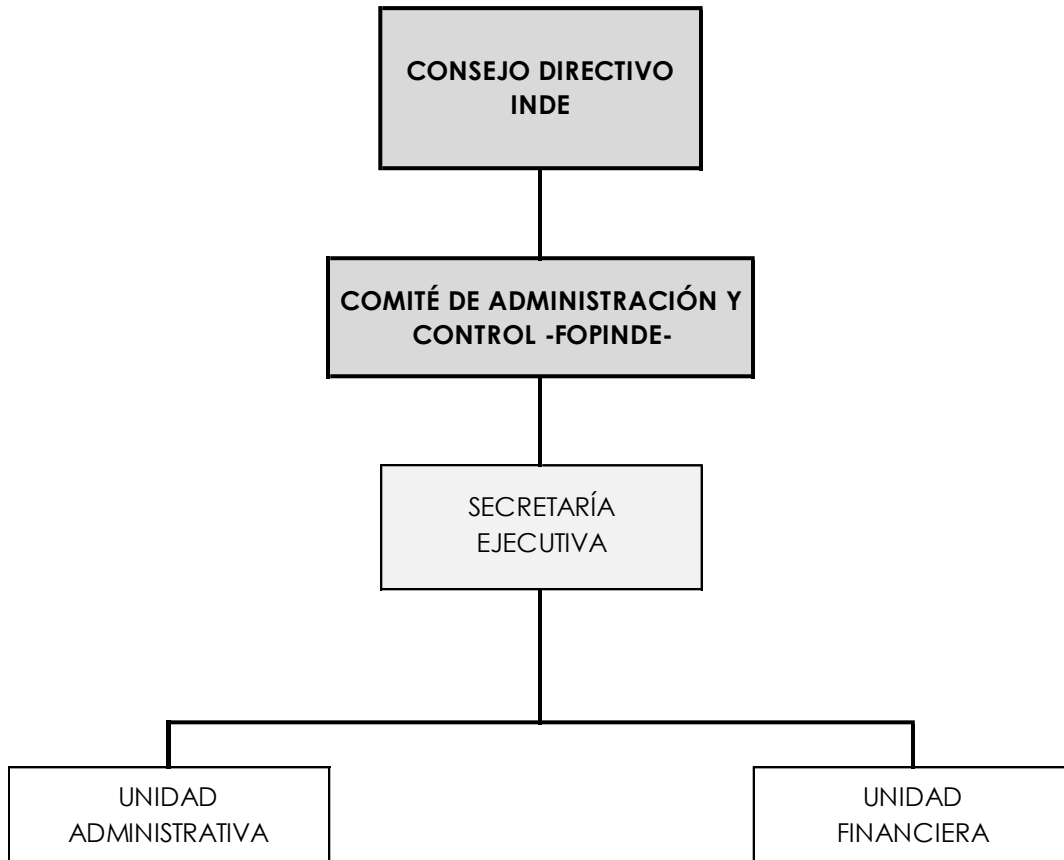 CONSEJO DIRECTIVO
INDE
COMITÉ DE ADMINISTRACIÓN Y
CONTROL -FOPINDE-
SECRETARÍA
EJECUTIVA
UNIDAD
ADMINISTRATIVA
UNIDAD
FINANCIERA